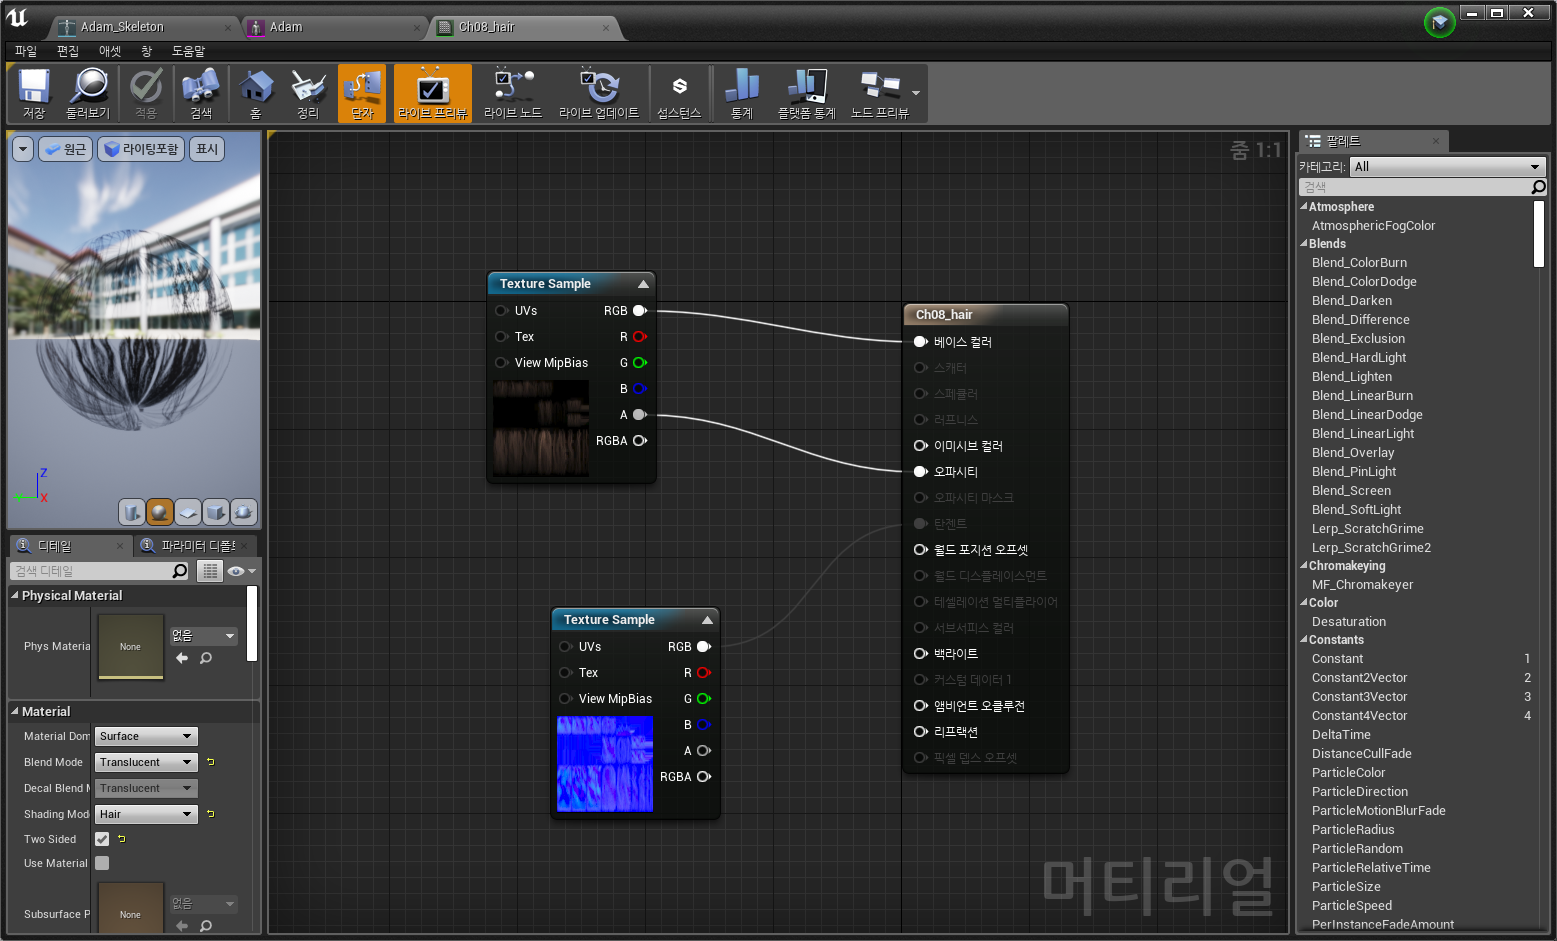 Adam_Skeleton
Adam
Ch08_hair
파일 편집 애셋 창 도움말
저장 둘러보기 적용 검색 홈 정리 단자 라이브 프리뷰 라이브 노드 라이브 업데이트 섭스턴스 통계 플랫폼 통계 노드 프리뷰
원근 라이팅포함 표시
Z
Y
X
디테일
파라미터 디폴트
검색 디테일
Physical Material
Phys Materia
None
없음
Material
Material Dom
Surface
Blend Mode
Translucent
Decal Blend M
Translucent
Shading Mode
Hair
Two Sided
Use Material
Subsurface P
None
없음
줌 1:1
Texture Sample
UVs RGB
Tex R
View MipBias G
B
A
RGBA
Ch08_hair
베이스 컬러
스캐터
스페큘러
러프니스
이미시브 컬러
오파시티
오파시티 마스크
탄젠트
월드 포지션 오프셋
월드 디스플레이스먼트
테셀레이션 멀티플라이어
서브서피스 컬러
백라이트
커스텀 데이터 1
앰비언트 오클루전
리프랙션
픽셀 뎁스 오프셋
Texture Sample
UVs RGB
Tex R
View MipBias G
B
A
RGBA
머티리얼
팔레트
카테고리: All
검색
Atmosphere
AtmosphericFogColor
Blends
Blend_ColorBurn
Blend_ColorDodge
Blend_Darken
Blend_Difference
Blend_Exclusion
Blend_HardLight
Blend_Lighten
Blend_LinearBurn
Blend_LinearDodge
Blend_LinearLight
Blend_Overlay
Blend_PinLight
Blend_Screen
Blend_SoftLight
Lerp_ScratchGrime
Lerp_ScratchGrime2
Chromakeying
MF_Chromakeyer
Color
Desaturation
Constants
Constant 1
Constant2Vector 2
Constant3Vector 3
Constant4Vector 4
DeltaTime
DistanceCullFade
ParticleColor
ParticleDirection
ParticleMotionBlurFade
ParticleRadius
ParticleRandom
ParticleRelativeTime
ParticleSize
ParticleSpeed
PerInstanceFadeAmount